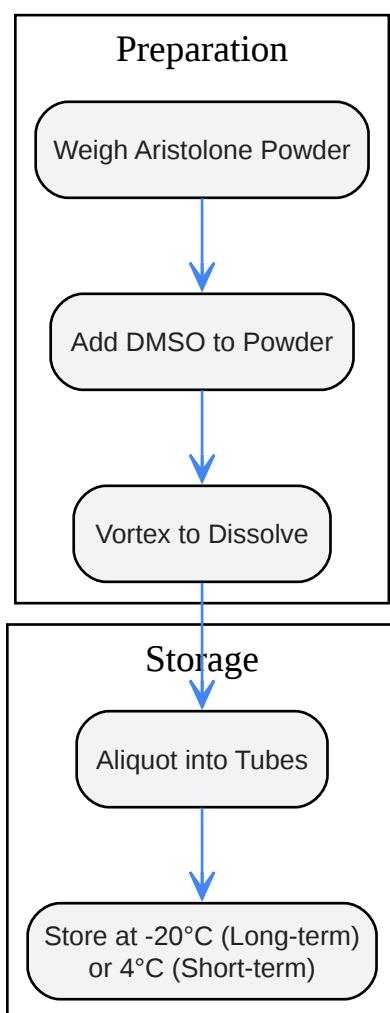 Preparation
Weigh Aristolone Powder
Add DMSO to Powder
Vortex to Dissolve
Storage
Aliquot into Tubes
Store at -20°C (Long-term)
or 4°C (Short-term)